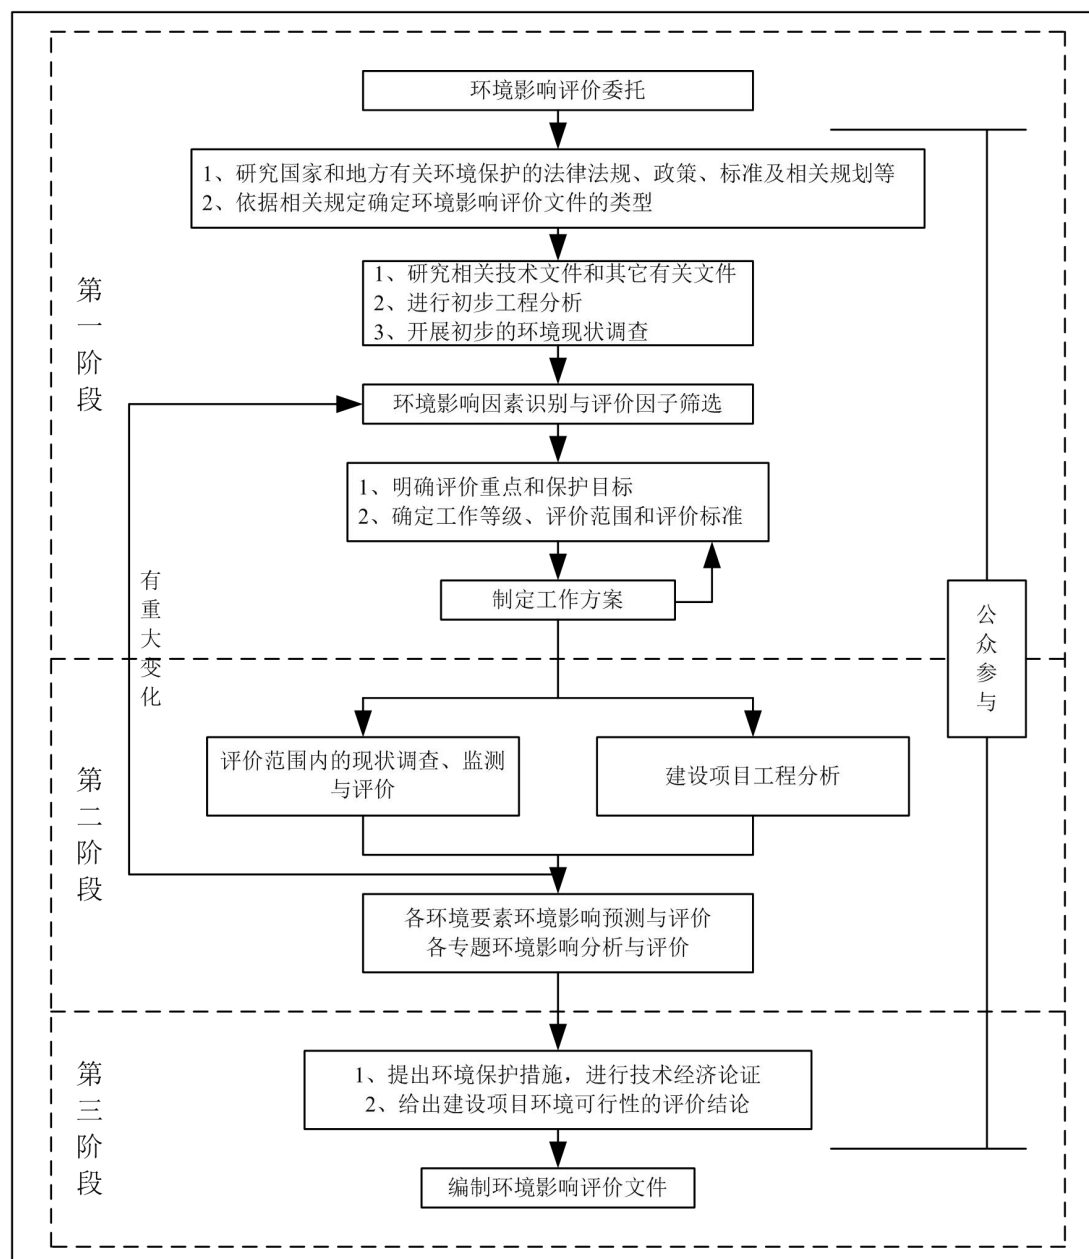 环境影响评价委托
1、研究国家和地方有关环境保护的法律法规、政策、标准及相关规划等
2、依据相关规定确定环境影响评价文件的类型
第一阶段
1、研究相关技术文件和其它有关文件
2、进行初步工程分析
3、开展初步的环境现状调查
环境影响因素识别与评价因子筛选
1、明确评价重点和保护目标
2、确定工作等级、评价范围和评价标准
制定工作方案
有重大变化
公众参与
第二阶段
评价范围内的现状调查、监测
与评价
建设项目工程分析
各环境要素环境影响预测与评价
各专题环境影响分析与评价
第三阶段
1、提出环境保护措施，进行技术经济论证
2、给出建设项目环境可行性的评价结论
编制环境影响评价文件